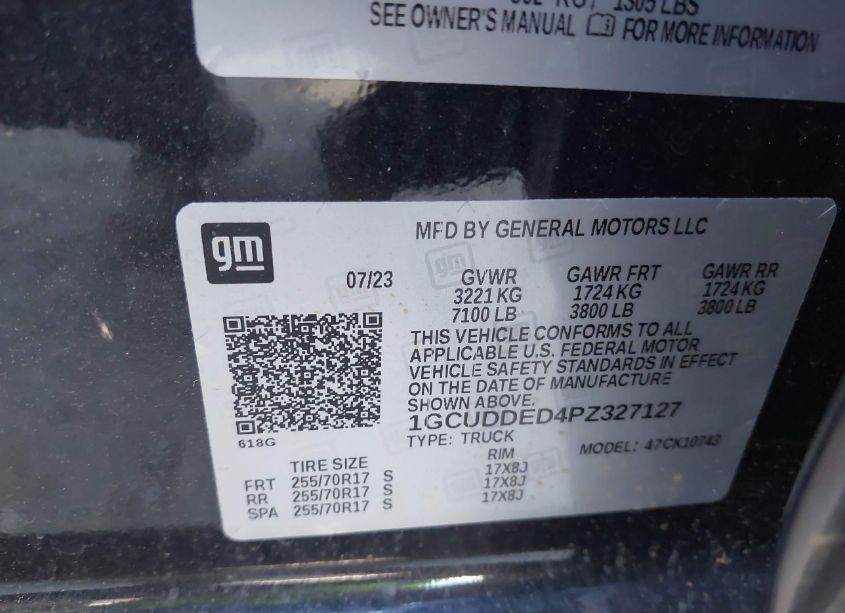 KG / 1305 LBS
SEE OWNER'S MANUAL FOR MORE INFORMATION
gm
MFD BY GENERAL MOTORS LLC
07/23 GVWR GAWR FRT GAWR RR
3221 KG 1724 KG 1724 KG
7100 LB 3800 LB 3800 LB
THIS VEHICLE CONFORMS TO ALL
APPLICABLE U.S. FEDERAL MOTOR
VEHICLE SAFETY STANDARDS IN EFFECT
ON THE DATE OF MANUFACTURE
SHOWN ABOVE.
1GCUDDED4PZ327127
618G
TYPE: TRUCK MODEL: 47CK10743
TIRE SIZE RIM
FRT 255/70R17 S 17X8J
RR 255/70R17 S 17X8J
SPA 255/70R17 S 17X8J